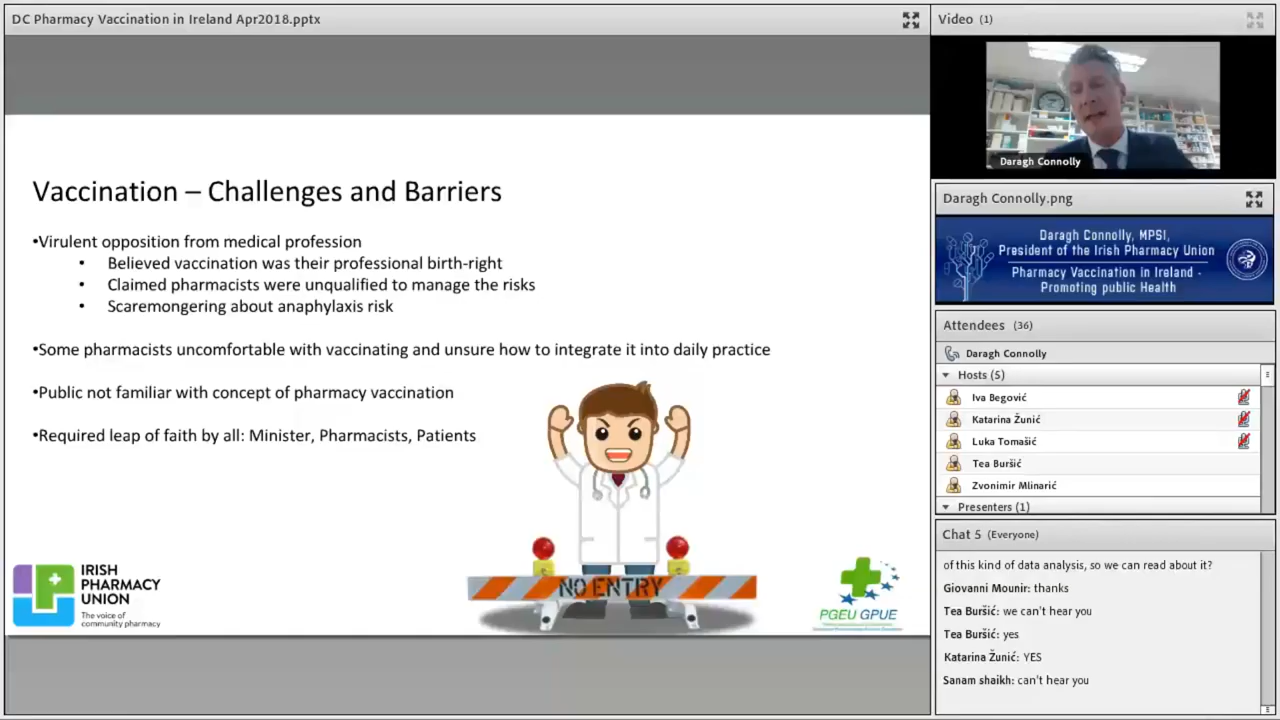 DC Pharmacy Vaccination in Ireland Apr2018.pptx
Vaccination – Challenges and Barriers
•Virulent opposition from medical profession
• Believed vaccination was their professional birth-right
• Claimed pharmacists were unqualified to manage the risks
• Scaremongering about anaphylaxis risk
•Some pharmacists uncomfortable with vaccinating and unsure how to integrate it into daily practice
•Public not familiar with concept of pharmacy vaccination
•Required leap of faith by all: Minister, Pharmacists, Patients
NO ENTRY
IRISH
PHARMACY
UNION
The voice of
community pharmacy
PGEU GPUE
Video (1)
Daragh Connolly
Daragh Connolly.png
Daragh Connolly, MPSI,
President of the Irish Pharmacy Union
Pharmacy Vaccination in Ireland -
Promoting public Health
Attendees (36)
Daragh Connolly
Hosts (5)
Iva Begović
Katarina Žunić
Luka Tomašić
Tea Buršić
Zvonimir Mlinarić
Presenters (1)
Chat 5 (Everyone)
of this kind of data analysis, so we can read about it?
Giovanni Mounir: thanks
Tea Buršić: we can't hear you
Tea Buršić: yes
Katarina Žunić: YES
Sanam shaikh: can't hear you